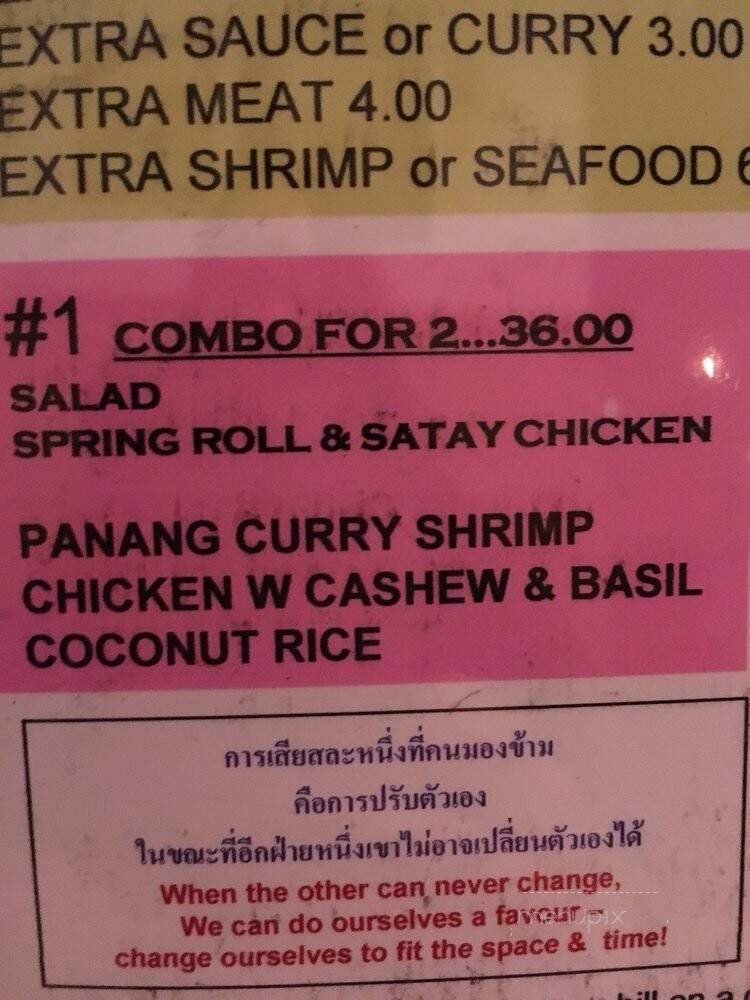 EXTRA SAUCE or CURRY 3.00
EXTRA MEAT 4.00
EXTRA SHRIMP or SEAFOOD 6
#1 COMBO FOR 2...36.00
SALAD
SPRING ROLL & SATAY CHICKEN
PANANG CURRY SHRIMP
CHICKEN W CASHEW & BASIL
COCONUT RICE
การเสียสละหนึ่งที่คนมองข้าม
คือการปรับตัวเอง
ในขณะที่อีกฝ่ายหนึ่งเขาไม่อาจเปลี่ยนตัวเองได้
When the other can never change,
We can do ourselves a favour –
change ourselves to fit the space & time!
menupix